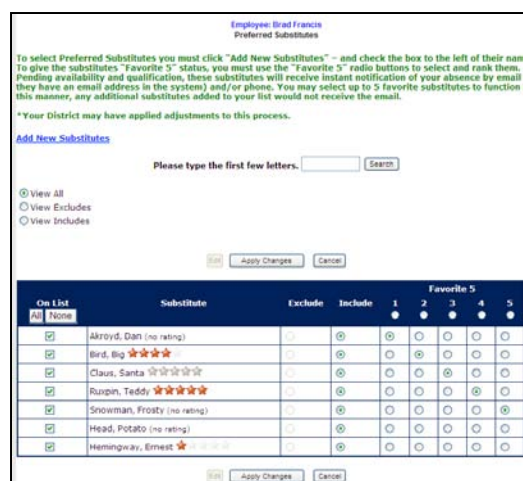 Employee: Brad Francis
Preferred Substitutes
To select Preferred Substitutes you must click "Add New Substitutes" – and check the box to the left of their nam
To give the substitutes "Favorite 5" status, you must use the "Favorite 5" radio buttons to select and rank them.
Pending availability and qualification, these substitutes will receive instant notification of your absence by email
they have an email address in the system) and/or phone. You may select up to 5 favorite substitutes to function
this manner, any additional substitutes added to your list would not receive the email.
*Your District may have applied adjustments to this process.
Add New Substitutes
Please type the first few letters. Search
View All
View Excludes
View Includes
Edit Apply Changes Cancel
Favorite 5
On List Substitute Exclude Include 1 2 3 4 5
All None
Akroyd, Dan (no rating)
Bird, Big
Claus, Santa
Ruxpin, Teddy
Snowman, Frosty (no rating)
Head, Potato (no rating)
Hemingway, Ernest
Edit Apply Changes Cancel